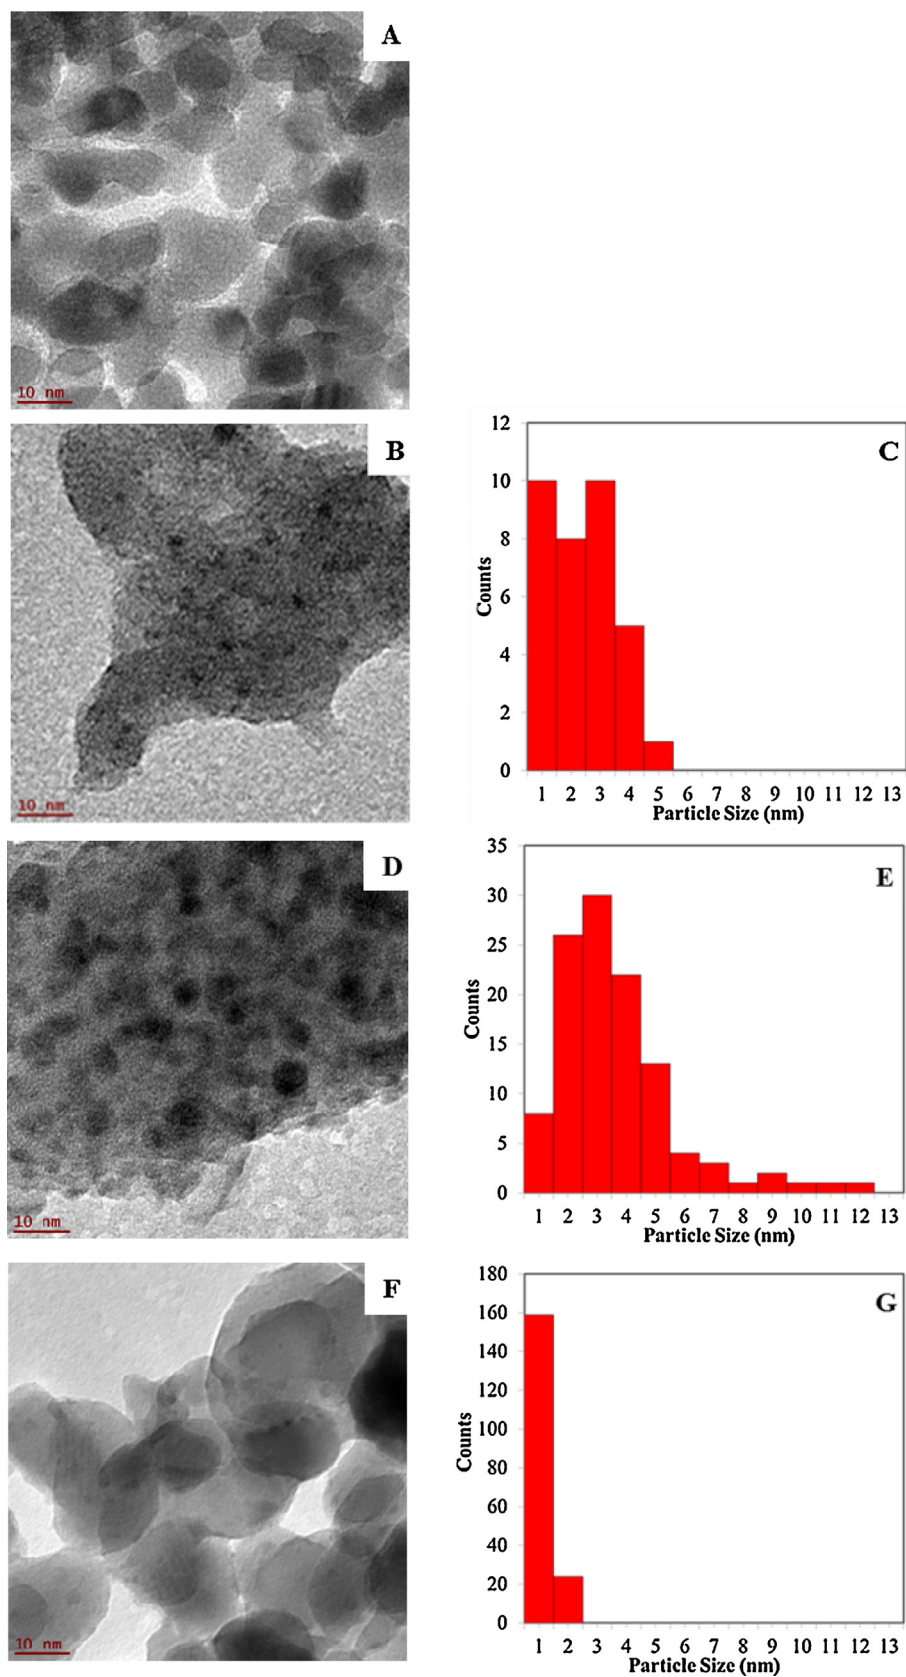 A
10 nm
B
10 nm
C
12
10
8
6
4
2
0
Counts
1 2 3 4 5 6 7 8 9 10 11 12 13
Particle Size (nm)
D
10 nm
E
35
30
25
20
15
10
5
0
Counts
1 2 3 4 5 6 7 8 9 10 11 12 13
Particle Size (nm)
F
10 nm
G
180
160
140
120
100
80
60
40
20
0
Counts
1 2 3 4 5 6 7 8 9 10 11 12 13
Particle Size (nm)